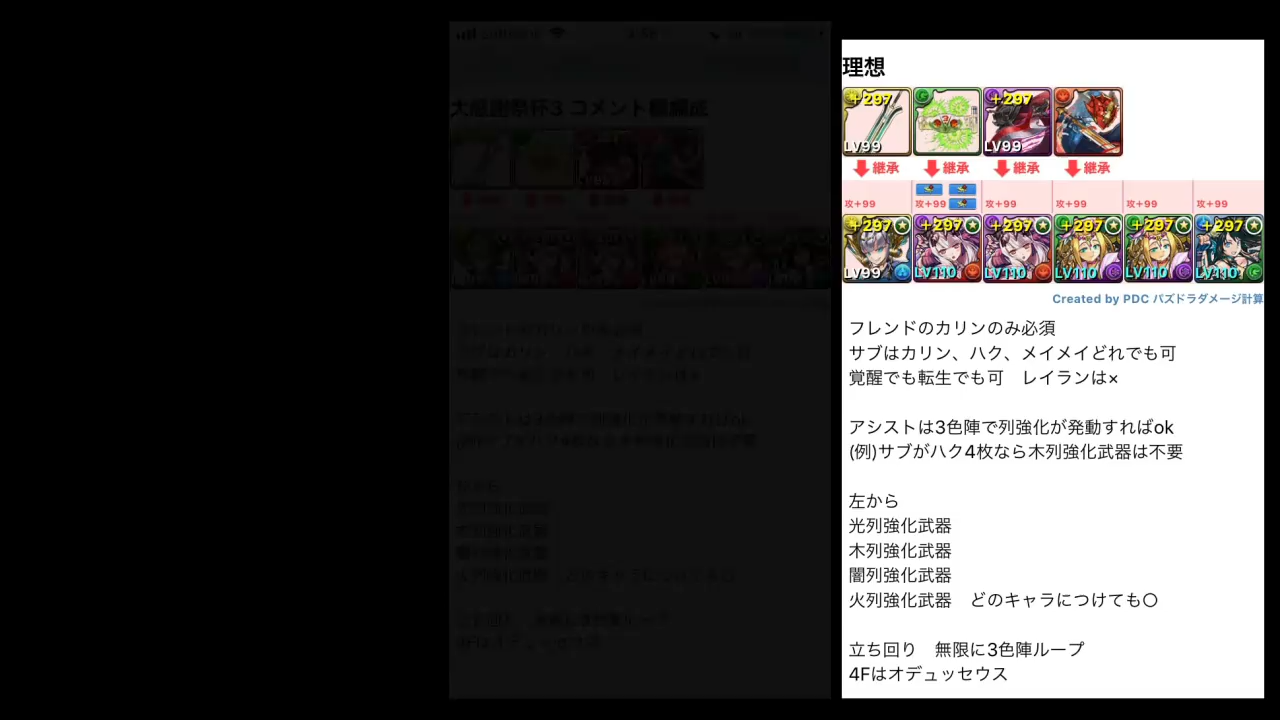 大感謝祭杯3 コメント欄編成
理想
+297 +297
LV99 LV99
継承 継承 継承 継承
攻+99 攻+99 攻+99 攻+99 攻+99 攻+99
+297 +297 +297 +297 +297 +297
LV99 LV110 LV110 LV110 LV110 LV110
Created by PDC パズドラダメージ計算
フレンドのカリンのみ必須
サブはカリン、ハク、メイメイどれでも可
覚醒でも転生でも可 レイランは×
アシストは3色陣で列強化が発動すればok
(例)サブがハク4枚なら木列強化武器は不要
左から
光列強化武器
木列強化武器
闇列強化武器
火列強化武器 どのキャラにつけても〇
立ち回り 無限に3色陣ループ
4Fはオデュッセウス